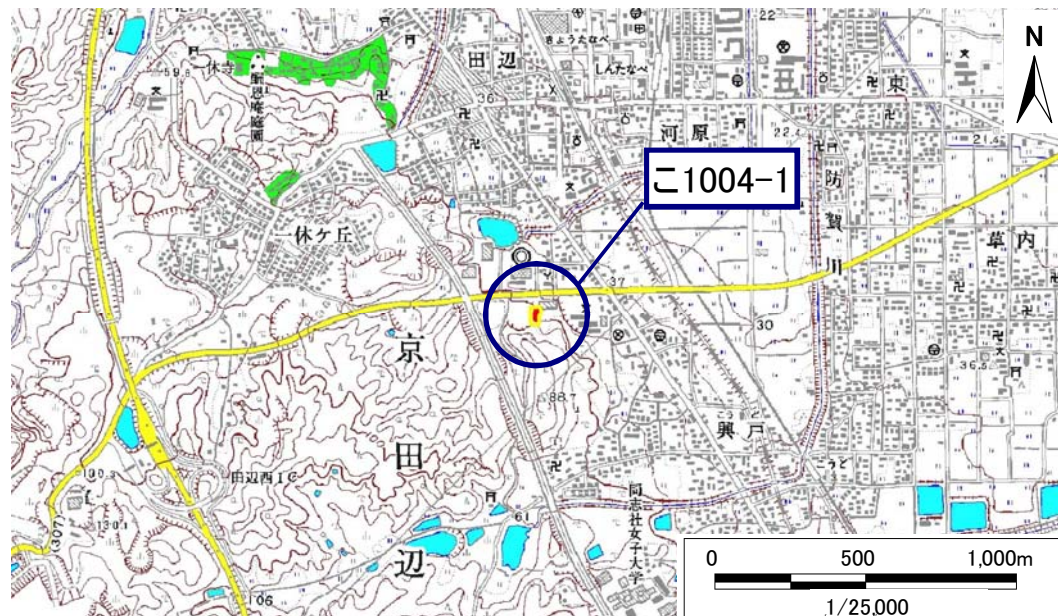 N
22
きょうたなべ
田辺
しんたなべ
一休寺
59.8
酬恩庵庭園
36
東
河原
22.4
21.4
こ1004-1
防賀川
一休ケ丘
草内
37
30
京田辺
36.5
88.7
興戸
こうど
田辺西IC
100.3
130.1
(307)
61
同志社女子大学
106
0 500 1,000m
1/25,000